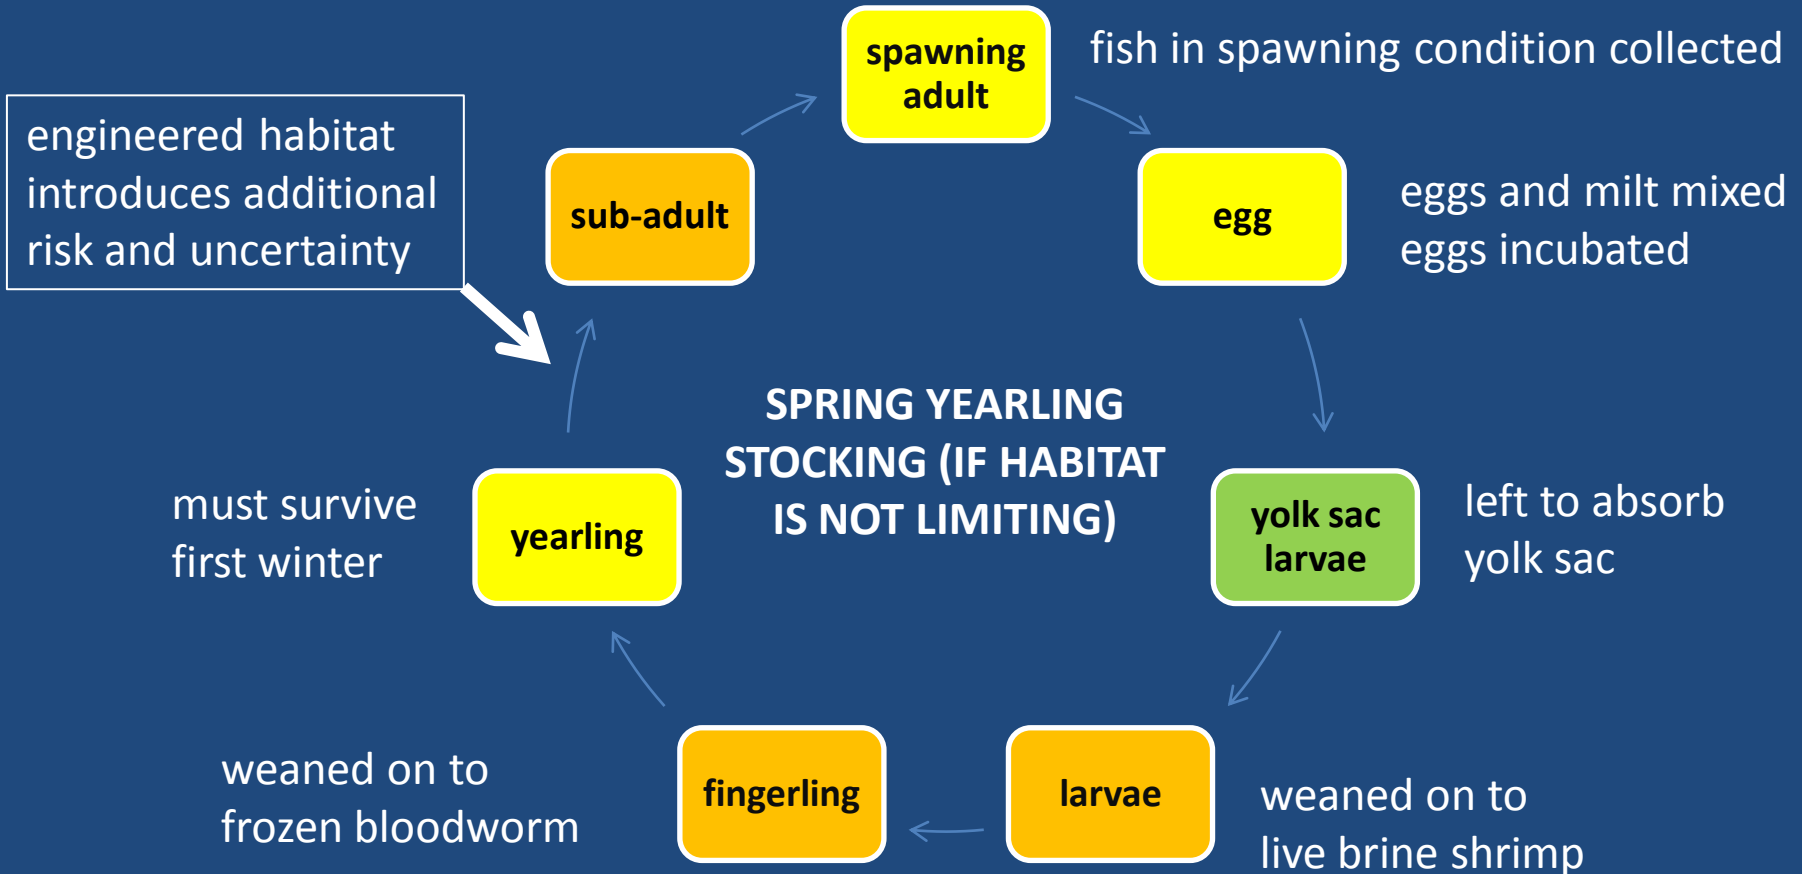 spawning
adult
fish in spawning condition collected
engineered habitat
introduces additional
risk and uncertainty
sub-adult
egg
eggs and milt mixed
eggs incubated
SPRING YEARLING
STOCKING (IF HABITAT
IS NOT LIMITING)
must survive
first winter
yearling
yolk sac
larvae
left to absorb
yolk sac
weaned on to
frozen bloodworm
fingerling
larvae
weaned on to
live brine shrimp